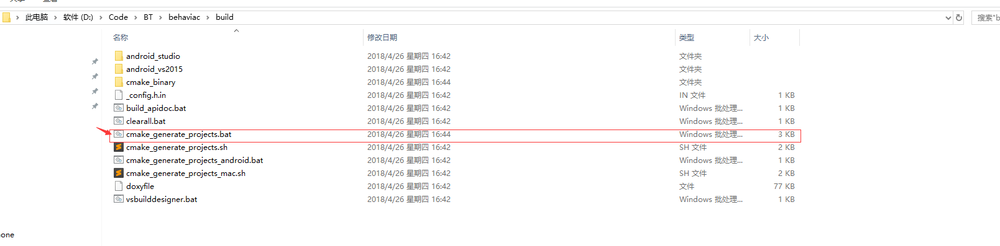 此电脑 > 软件 (D:) > Code > BT > behaviac > build 搜索"b
名称 修改日期 类型 大小
android_studio 2018/4/26 星期四 16:42 文件夹
android_vs2015 2018/4/26 星期四 16:42 文件夹
cmake_binary 2018/4/26 星期四 16:44 文件夹
_config.h.in 2018/4/26 星期四 16:42 IN 文件 1 KB
build_apidoc.bat 2018/4/26 星期四 16:42 Windows 批处理... 1 KB
clearall.bat 2018/4/26 星期四 16:42 Windows 批处理... 1 KB
cmake_generate_projects.bat 2018/4/26 星期四 16:44 Windows 批处理... 3 KB
cmake_generate_projects.sh 2018/4/26 星期四 16:42 SH 文件 2 KB
cmake_generate_projects_android.bat 2018/4/26 星期四 16:42 Windows 批处理... 1 KB
cmake_generate_projects_mac.sh 2018/4/26 星期四 16:42 SH 文件 2 KB
doxyfile 2018/4/26 星期四 16:42 文件 77 KB
vsbuilddesigner.bat 2018/4/26 星期四 16:42 Windows 批处理... 1 KB
one